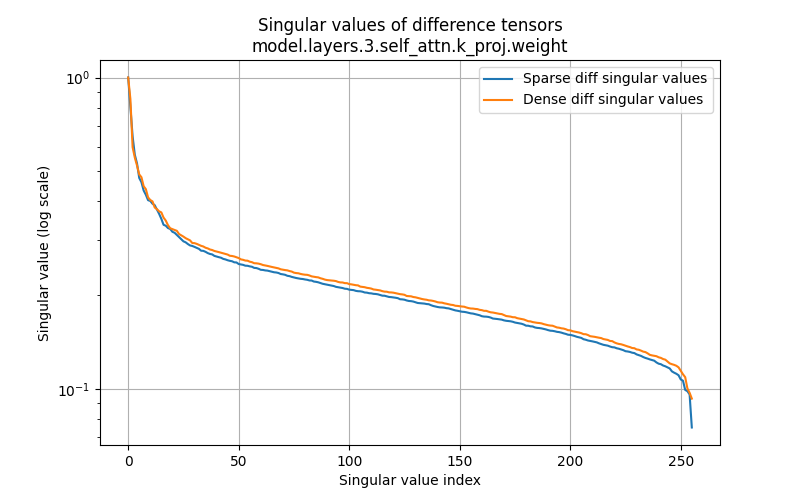 Singular values of difference tensors
model.layers.3.self_attn.k_proj.weight
Sparse diff singular values
Dense diff singular values
Singular value (log scale)
10⁰
10⁻¹
0 50 100 150 200 250
Singular value index